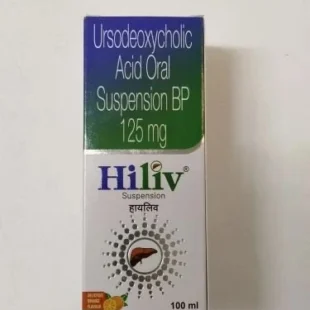 Ursodeoxycholic
Acid Oral
Suspension BP
125 mg
Hiliv
Suspension
हायलिव
100 ml